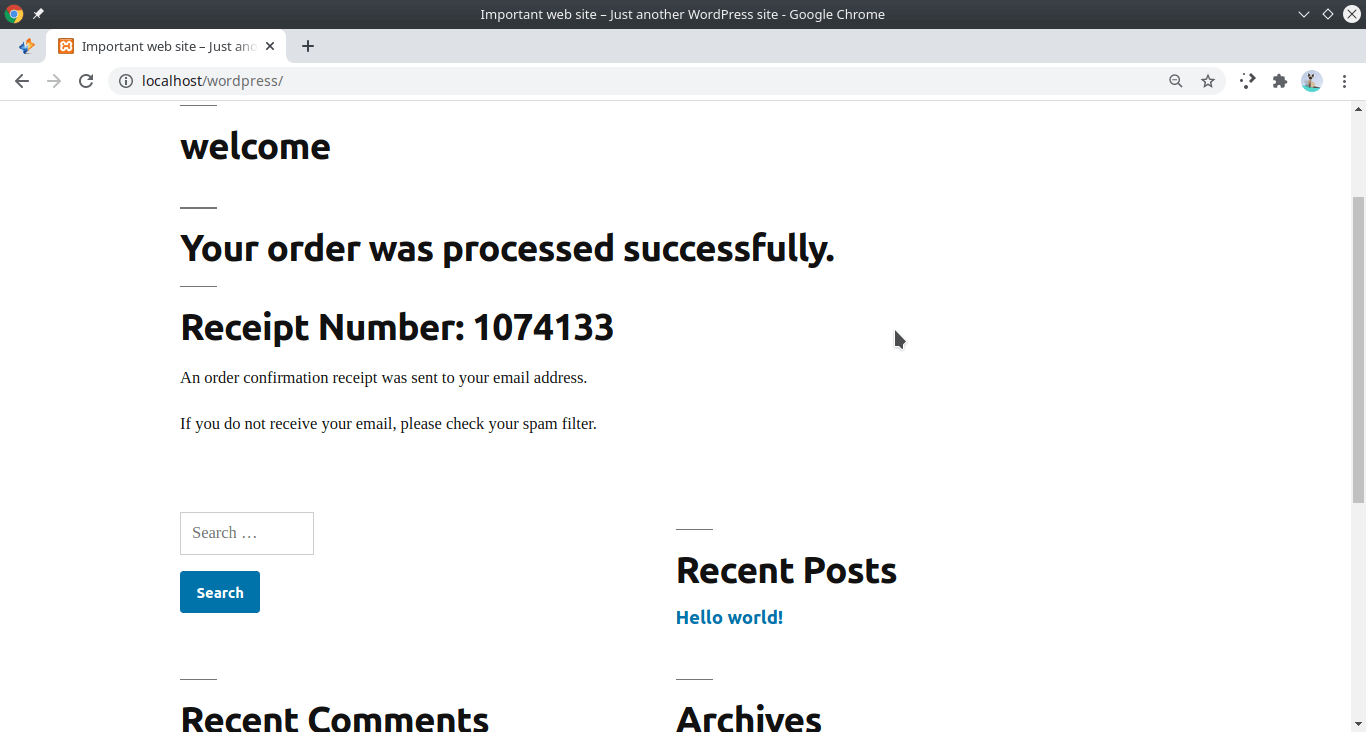 Important web site – Just another WordPress site - Google Chrome
Important web site – Just an
localhost/wordpress/
welcome
Your order was processed successfully.
Receipt Number: 1074133
An order confirmation receipt was sent to your email address.
If you do not receive your email, please check your spam filter.
Search …
Search
Recent Posts
Hello world!
Recent Comments
Archives